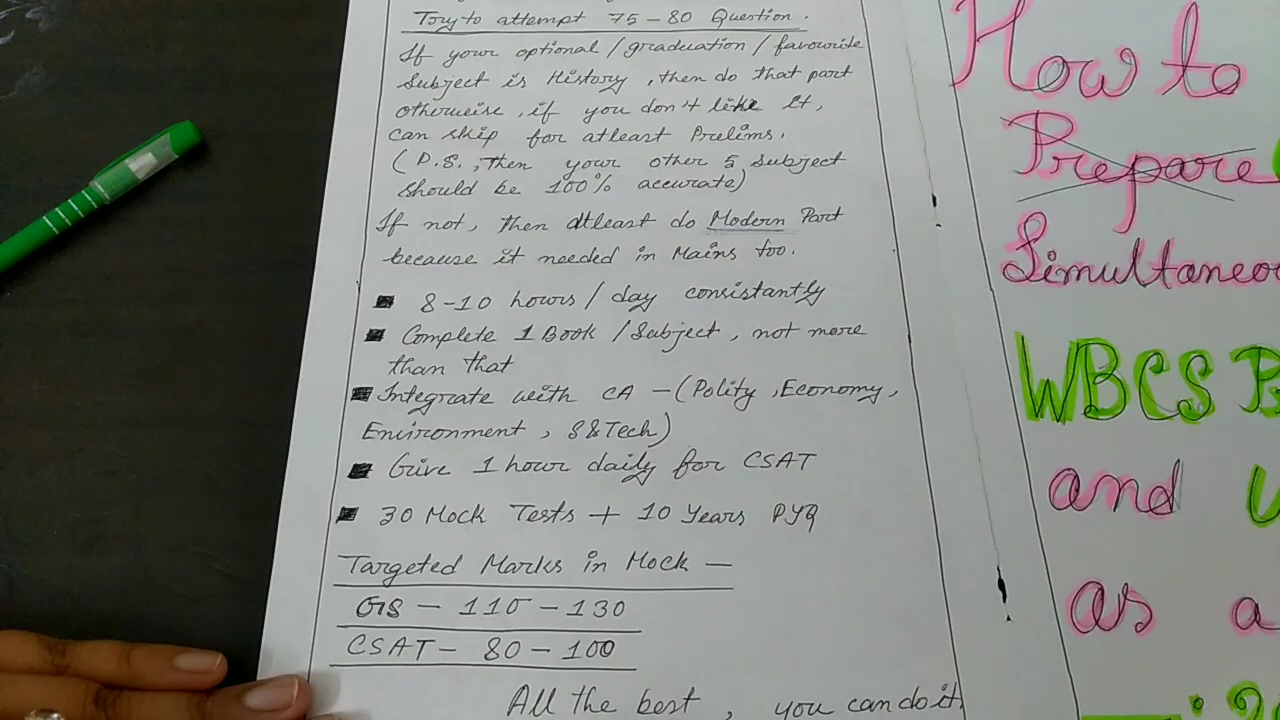 Try to attempt 75-80 Question.
If your optional/graduation/favourite
Subject is History, then do that part
otherwise, if you don't like it,
can skip for atleast Prelims.
(P.S., then your other 5 subject
should be 100% accurate)
If not, then atleast do Modern Part
because it needed in Mains too.
8-10 hours/day consistantly
Complete 1 Book/Subject, not more
than that
Integrate with CA - (Polity, Economy,
Environment, S&Tech)
Give 1 hour daily for CSAT
30 Mock Tests + 10 Years PYQ
Targeted Marks in Mock -
GS - 110 - 130
CSAT - 80 - 100
All the best, you can do it.
How to
Prepare
Simultaneo
WBCS
and
as a